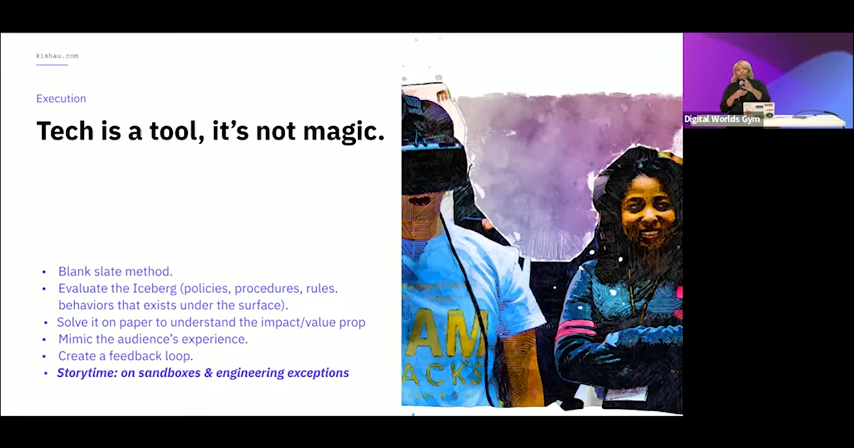 kishau.com
Execution
Tech is a tool, it's not magic.
• Blank slate method.
• Evaluate the Iceberg (policies, procedures, rules.
behaviors that exists under the surface).
• Solve it on paper to understand the impact/value prop
• Mimic the audience's experience.
• Create a feedback loop.
• Storytime: on sandboxes & engineering exceptions
AM
ACKS
Digital Worlds Gym